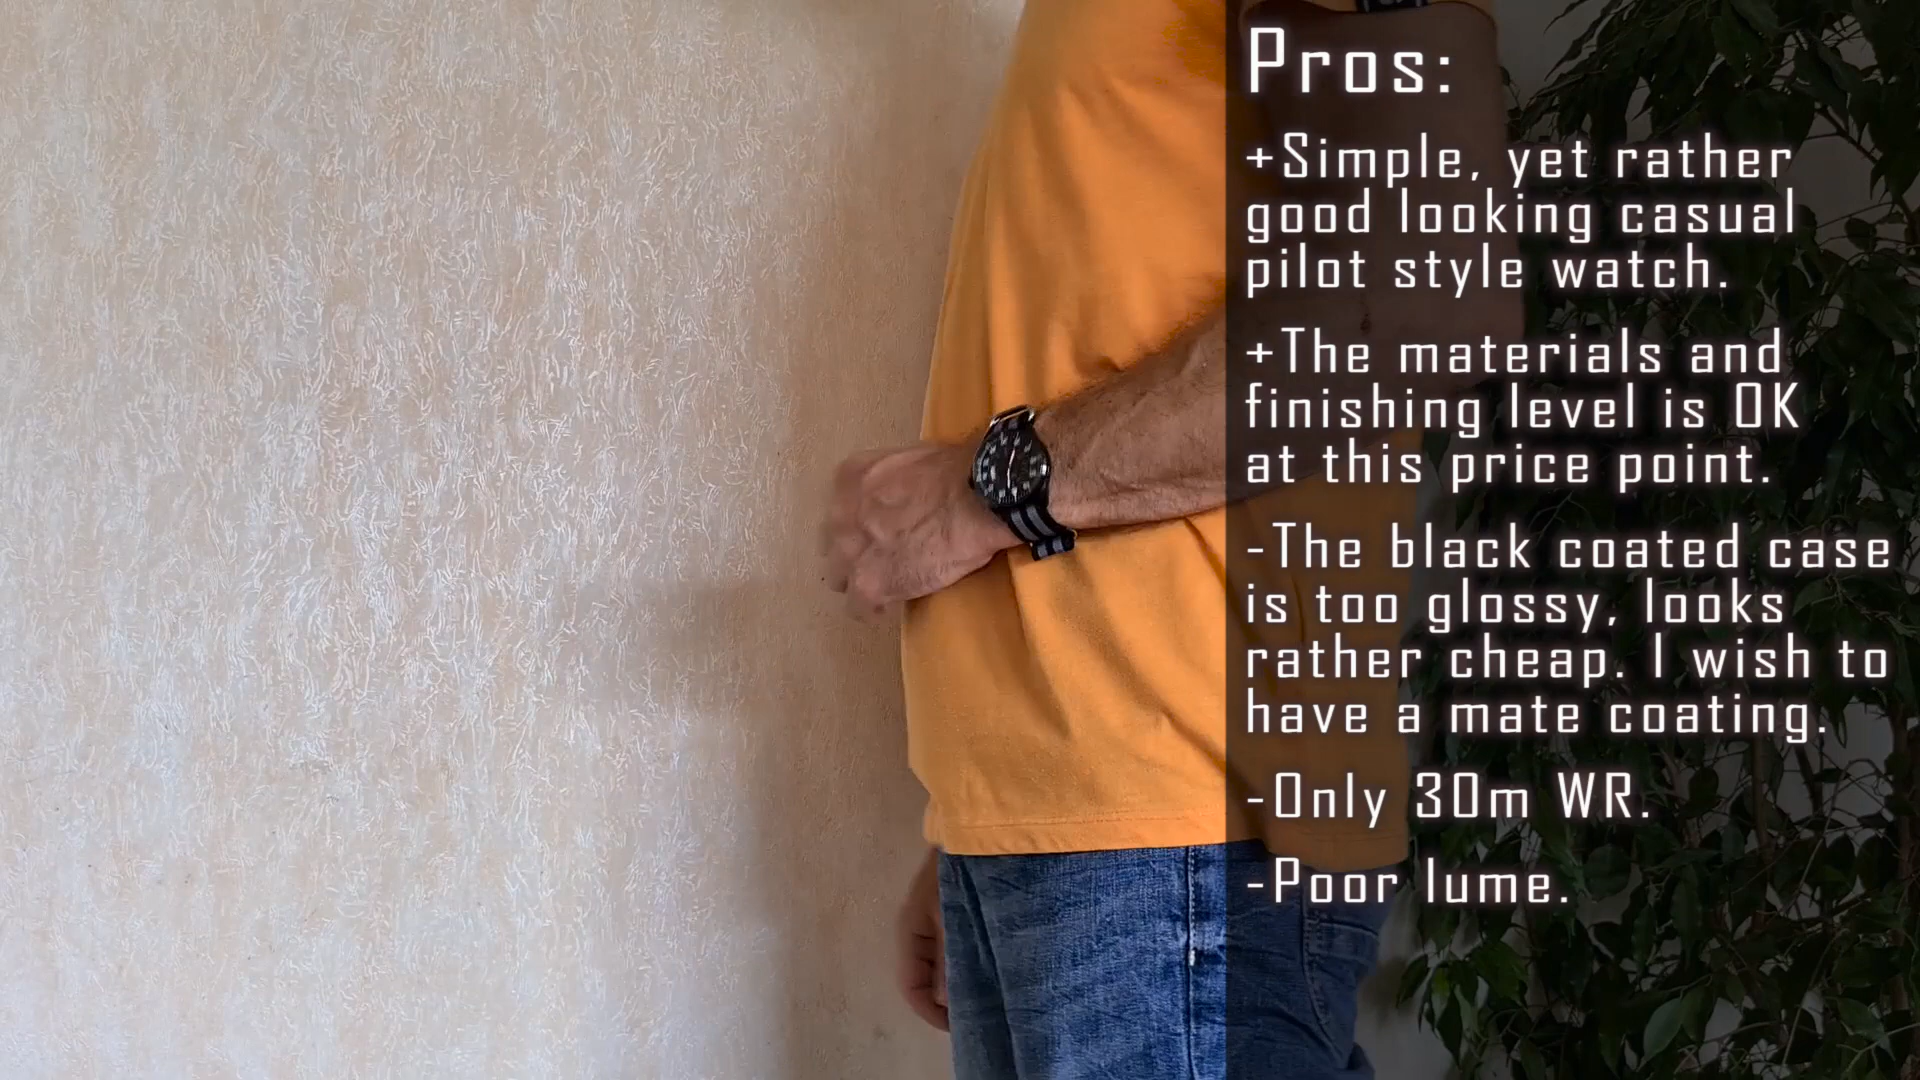 Pros:
+Simple, yet rather
good looking casual
pilot style watch.
+The materials and
finishing level is OK
at this price point.
-The black coated case
is too glossy, looks
rather cheap. I wish to
have a mate coating.
-Only 30m WR.
-Poor lume.